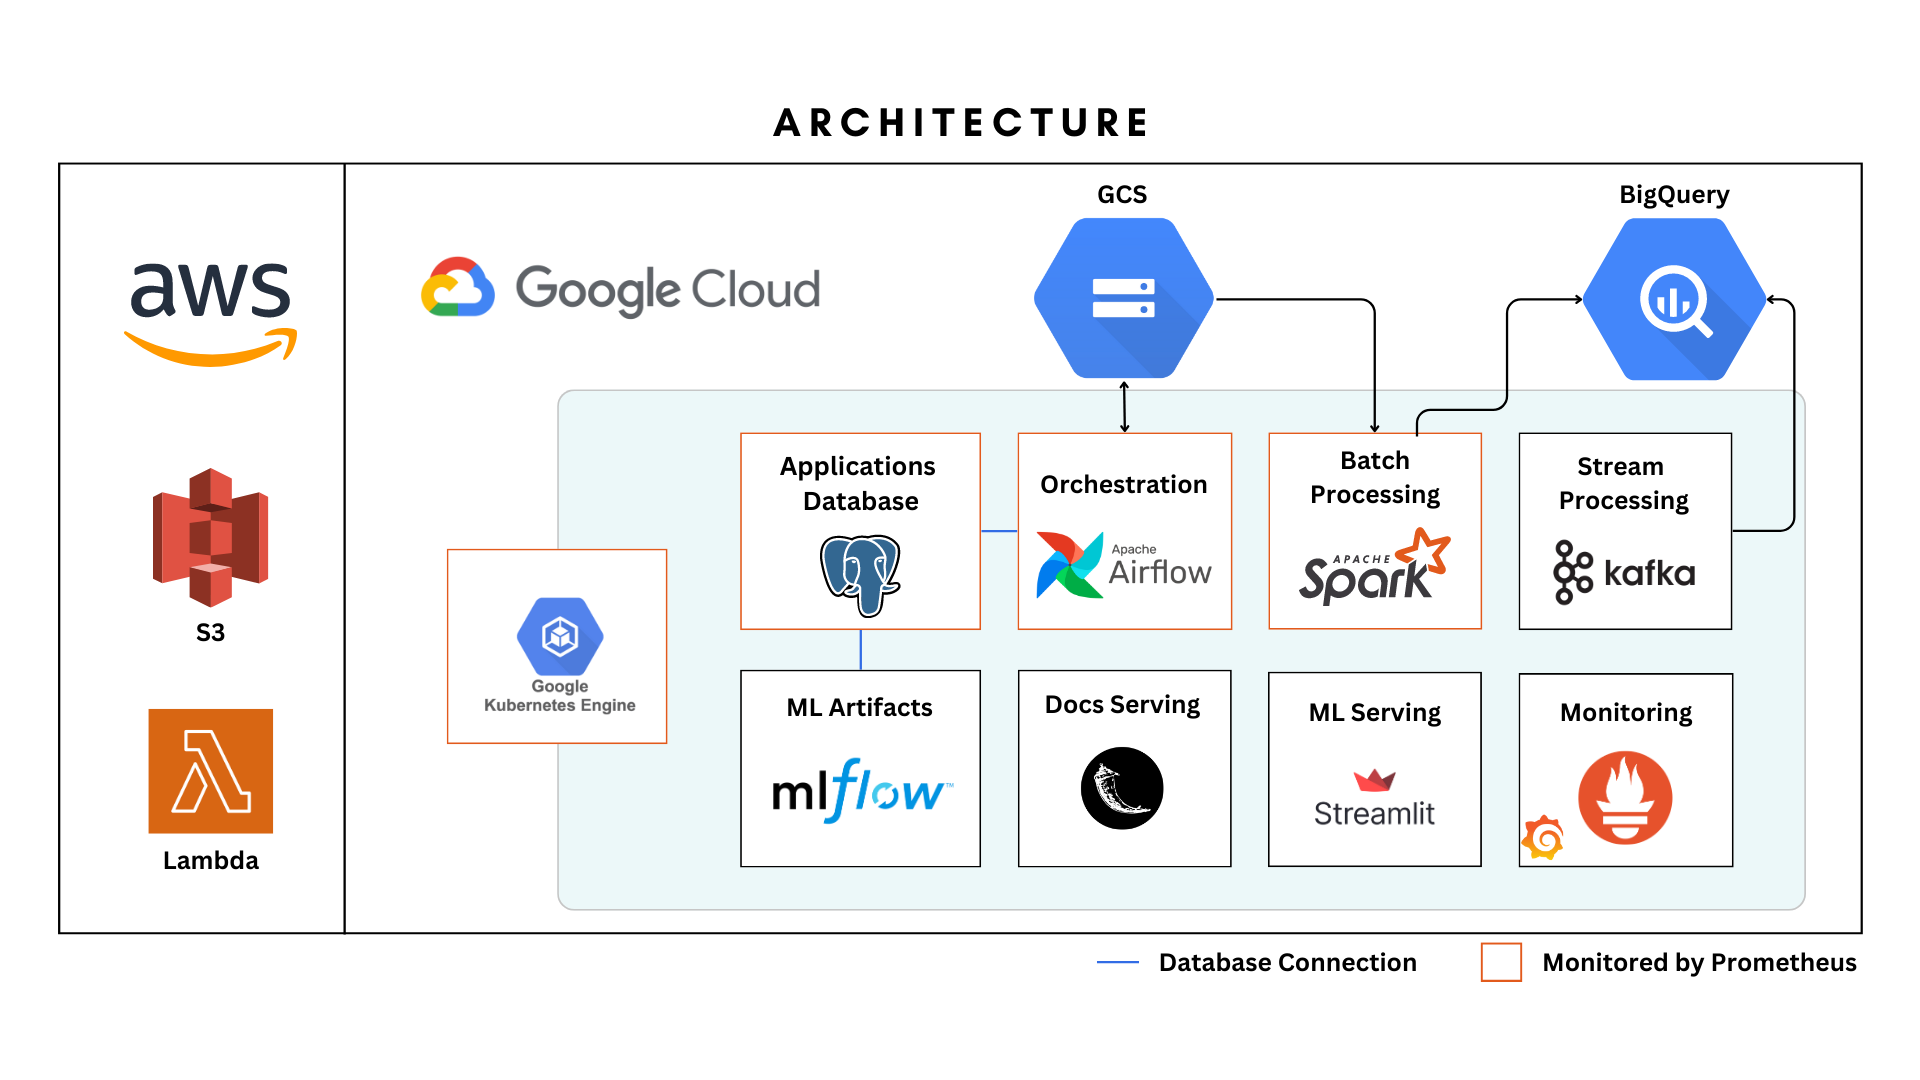 ARCHITECTURE
aws
S3
Lambda
Google Cloud
GCS
BigQuery
Applications
Database
Orchestration
Apache
Airflow
Batch
Processing
APACHE
Spark
Stream
Processing
kafka
Google
Kubernetes Engine
ML Artifacts
mlflow™
Docs Serving
ML Serving
Streamlit
Monitoring
Database Connection
Monitored by Prometheus